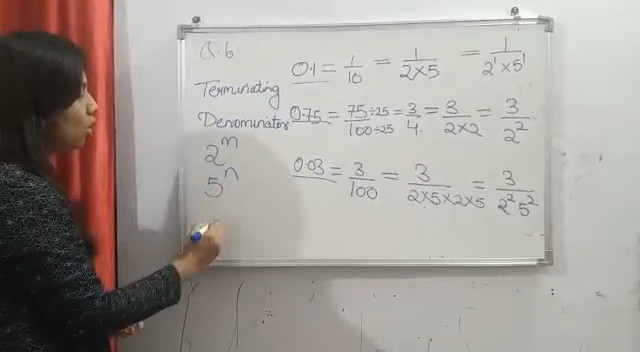 Q.6
0.1 = 1/10 = 1/2×5 = 1/2¹×5¹
Terminating
Denominator
0.75 = 75÷25/100÷25 = 3/4. = 3/2×2 = 3/2²
2^m
5^n
0.03 = 3/100 = 3/2×5×2×5 = 3/2²5²